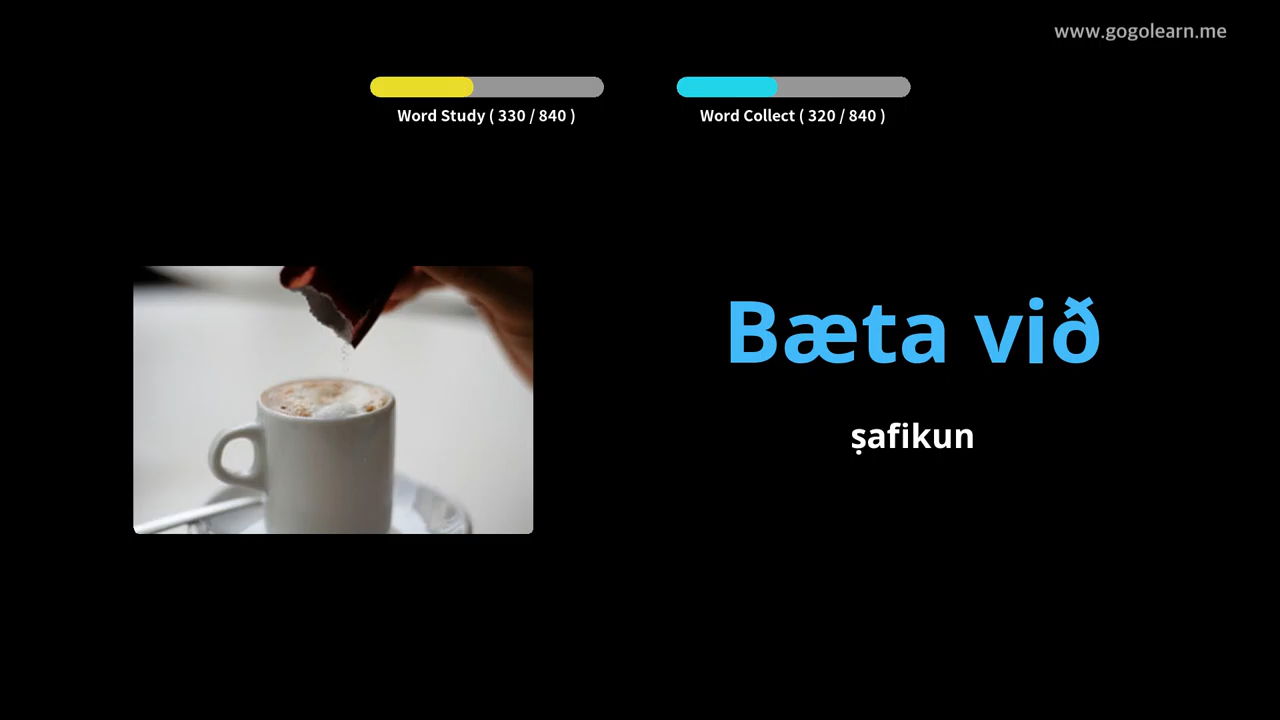 www.gogolearn.me
Word Study ( 330 / 840 )
Word Collect ( 320 / 840 )
Bæta við
ṣafikun